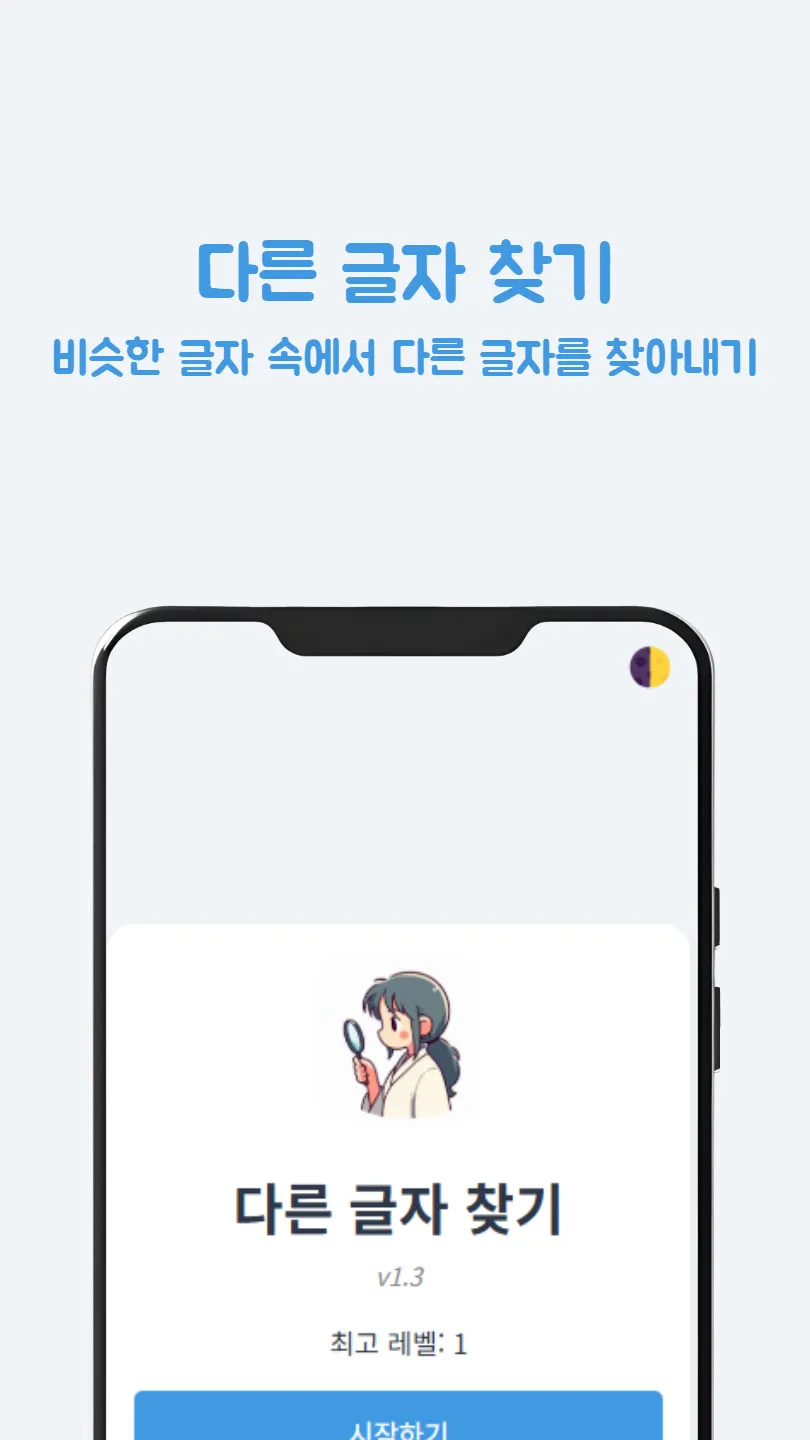 다른 글자 찾기
비슷한 글자 속에서 다른 글자를 찾아내기
다른 글자 찾기
v1.3
최고 레벨: 1
시작하기